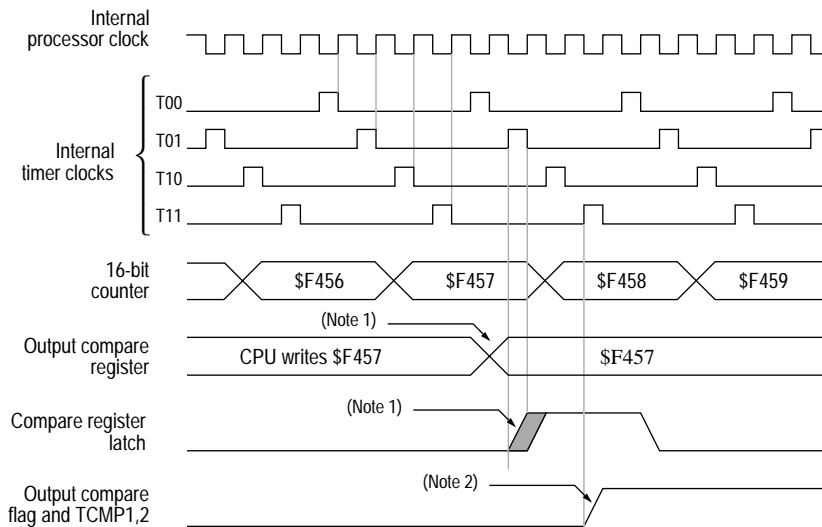 Internal
processor clock
T00
T01
Internal
timer clocks
T10
T11
16-bit
counter
$F456
$F457
$F458
$F459
(Note 1)
Output compare
register
CPU writes $F457
$F457
(Note 1)
Compare register
latch
(Note 2)
Output compare
flag and TCMP1,2